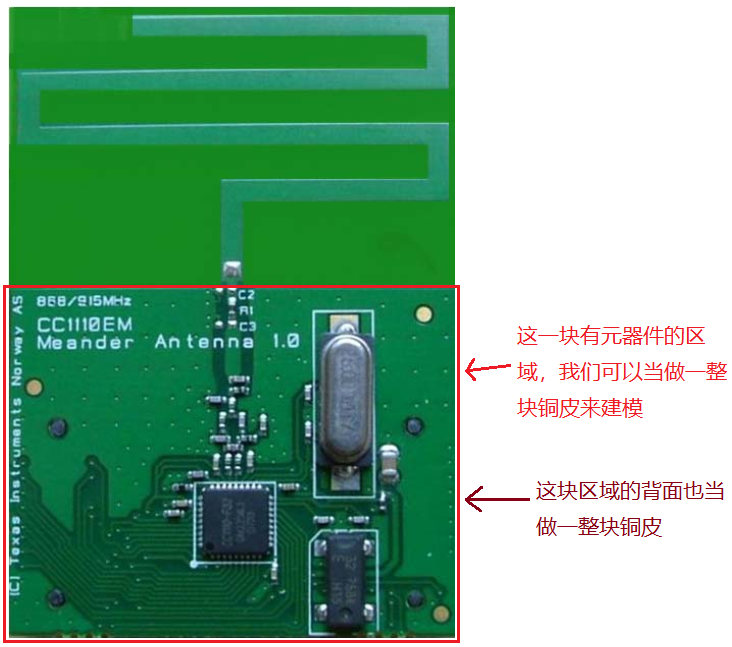 868/915MHz
C2
R1
CC1110EM
C3
Meander Antenna 1.0
(C) Texas Instruments Norway AS
这一块有元器件的区
域，我们可以当做一整
块铜皮来建模
这块区域的背面也当
做一整块铜皮